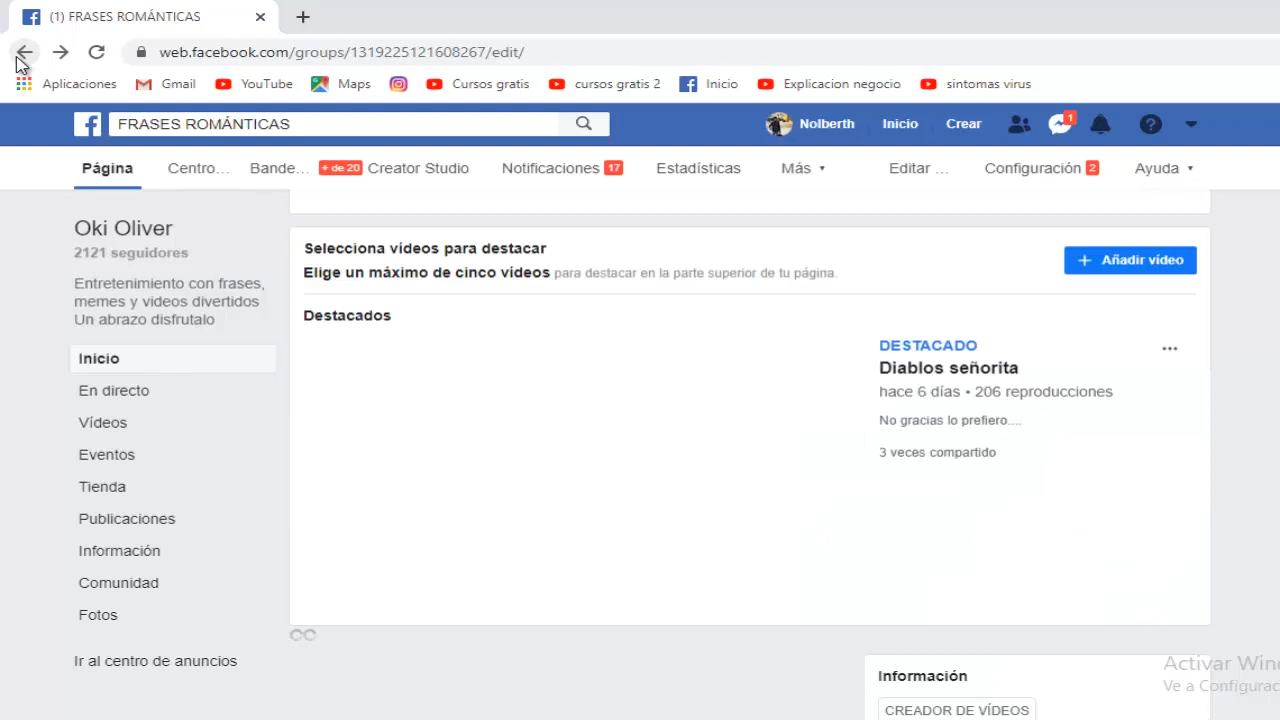 (1) FRASES ROMÁNTICAS
web.facebook.com/groups/1319225121608267/edit/
Aplicaciones Gmail YouTube Maps Cursos gratis cursos gratis 2 Inicio Explicacion negocio sintomas virus
FRASES ROMÁNTICAS Nolberth Inicio Crear 1
Página Centro... Bande... + de 20 Creator Studio Notificaciones 17 Estadísticas Más Editar ... Configuración 2 Ayuda
Oki Oliver
2121 seguidores
Entretenimiento con frases,
memes y videos divertidos
Un abrazo disfrutalo
Inicio
En directo
Vídeos
Eventos
Tienda
Publicaciones
Información
Comunidad
Fotos
Ir al centro de anuncios
Selecciona vídeos para destacar
Elige un máximo de cinco vídeos para destacar en la parte superior de tu página.
+ Añadir vídeo
Destacados
DESTACADO
Diablos señorita
hace 6 días • 206 reproducciones
No gracias lo prefiero....
3 veces compartido
Información
CREADOR DE VÍDEOS
Activar Win
Ve a Configurac